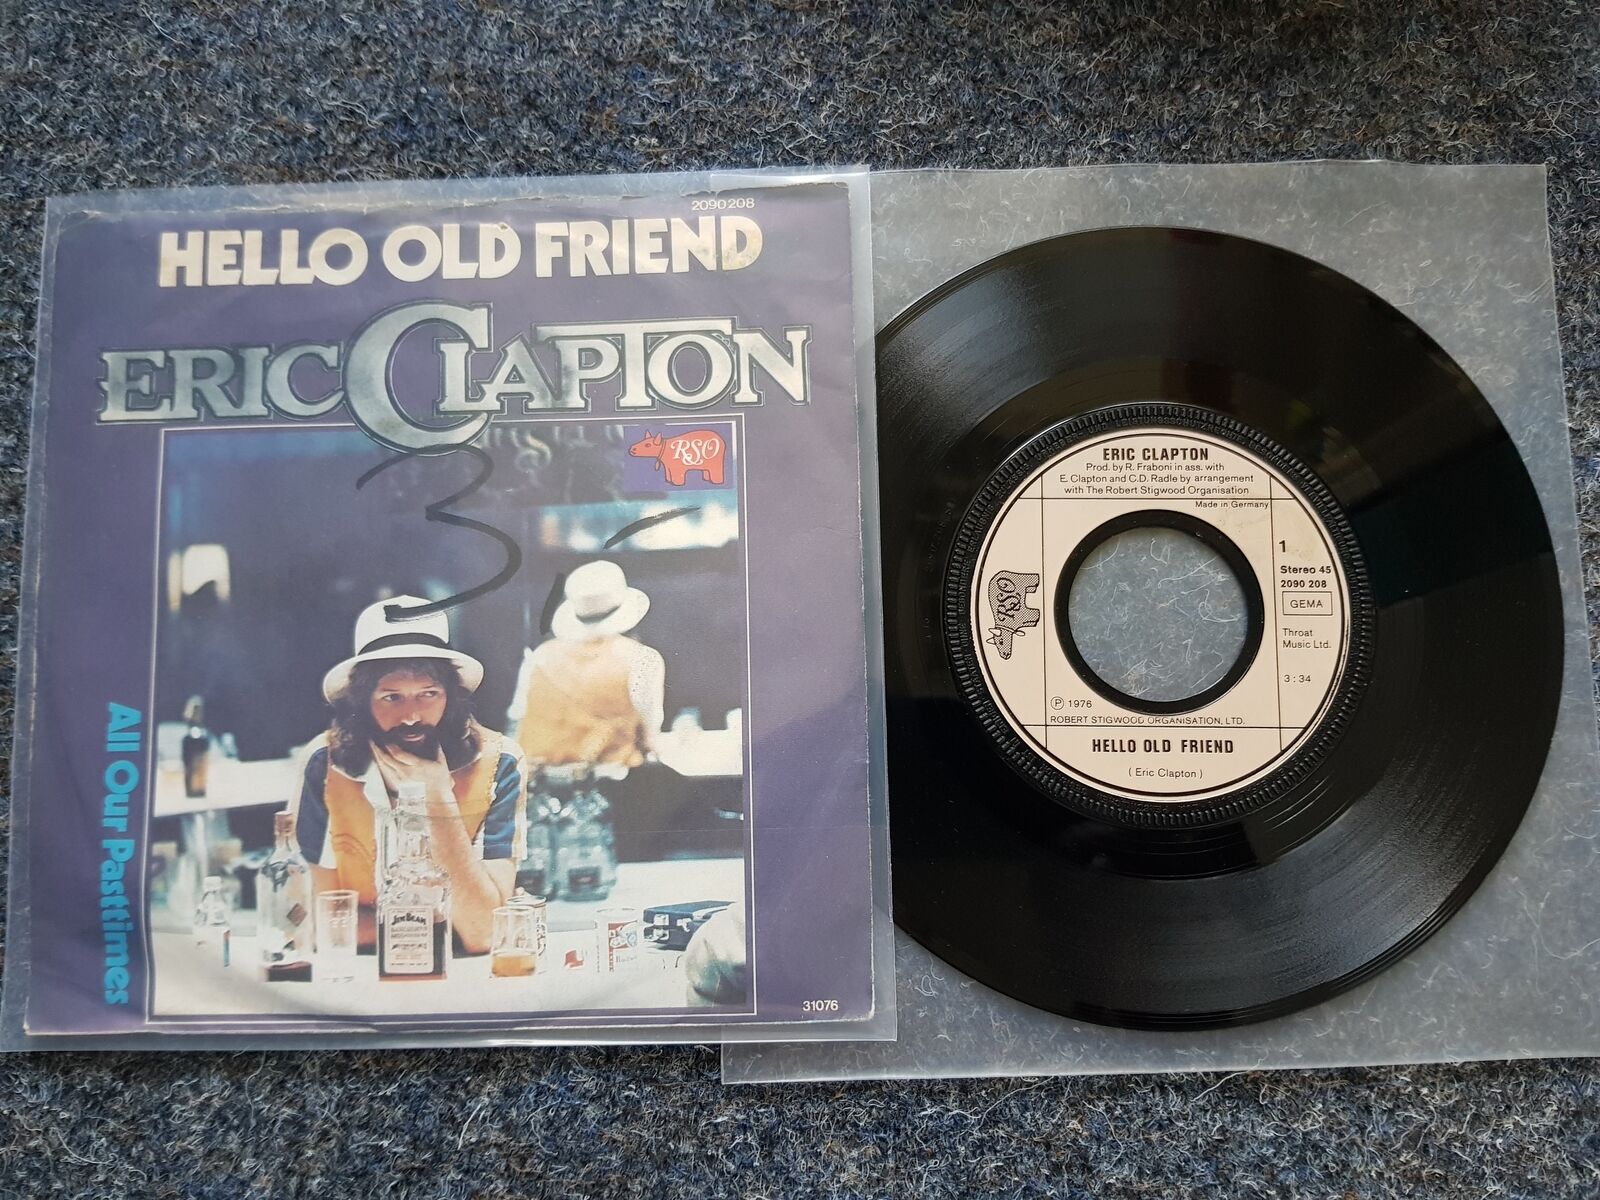 2090208
HELLO OLD FRIEND
ERIC CLAPTON
RSO
3,-
All Our Pasttimes
JIM BEAM
31076
ERIC CLAPTON
Prod. by R. Fraboni in ass. with
E. Clapton and C.D. Radle by arrangement
with The Robert Stigwood Organisation
Made in Germany
1
Stereo 45
2090 208
GEMA
Throat
Music Ltd.
3:34
RSO
Ⓟ 1976
ROBERT STIGWOOD ORGANISATION, LTD.
HELLO OLD FRIEND
(Eric Clapton)